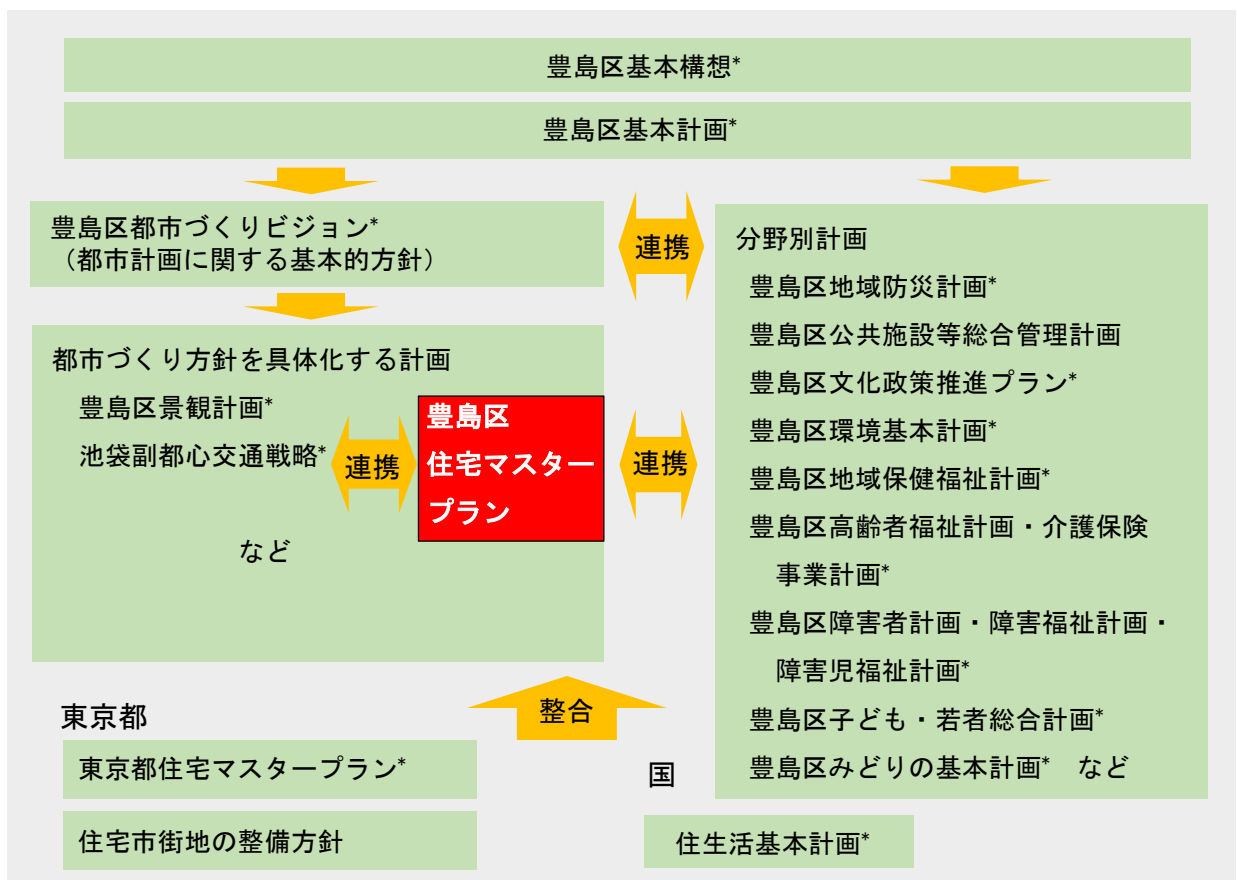 豊島区基本構想*
豊島区基本計画*
豊島区都市づくりビジョン*
（都市計画に関する基本的方針）
連携
都市づくり方針を具体化する計画
豊島区景観計画*
池袋副都心交通戦略*
連携
豊島区
住宅マスター
プラン
連携
など
分野別計画
豊島区地域防災計画*
豊島区公共施設等総合管理計画
豊島区文化政策推進プラン*
豊島区環境基本計画*
豊島区地域保健福祉計画*
豊島区高齢者福祉計画・介護保険
事業計画*
豊島区障害者計画・障害福祉計画・
障害児福祉計画*
豊島区子ども・若者総合計画*
豊島区みどりの基本計画*　など
整合
東京都
東京都住宅マスタープラン*
住宅市街地の整備方針
国
住生活基本計画*